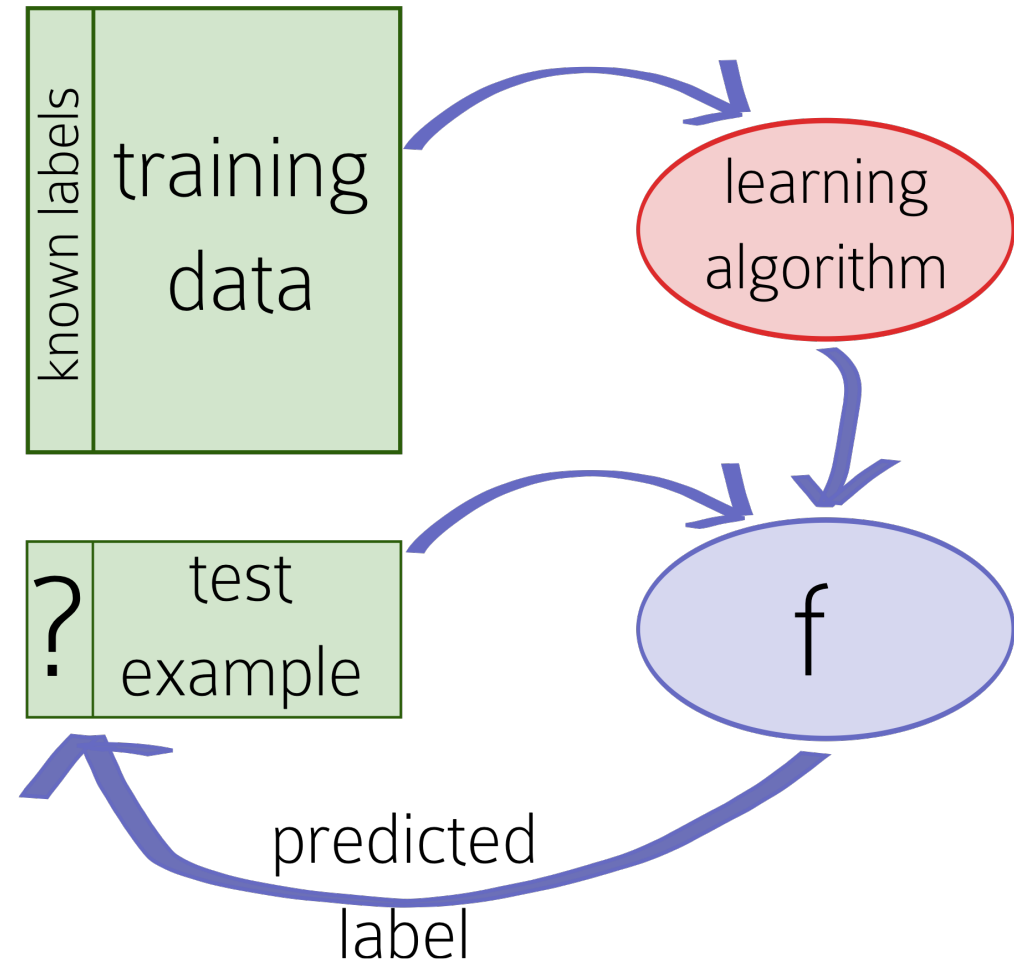 known labels
training
data
learning
algorithm
?
test
example
f
predicted
label